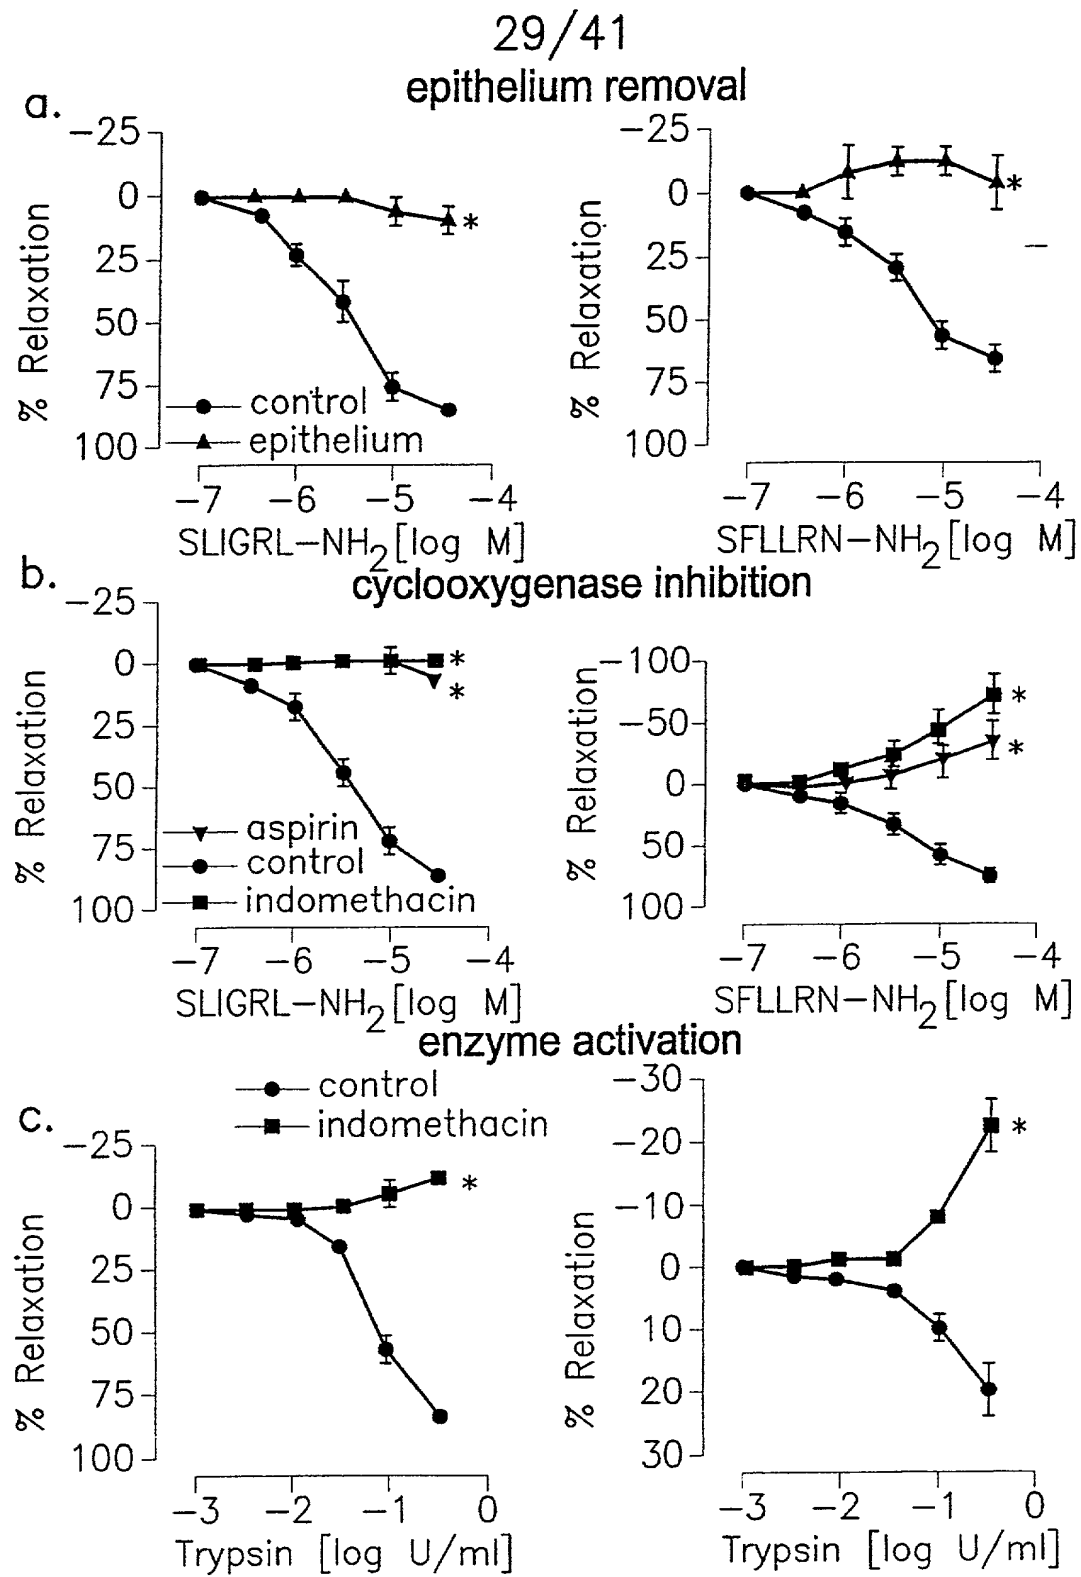 29/41
epithelium removal
a.
-25
0
25
50
75
100
% Relaxation
control
epithelium
*
-7 -6 -5 -4
SLIGRL-NH2[log M]
-25
0
25
50
75
100
% Relaxation
*
-7 -6 -5 -4
SFLLRN-NH2[log M]
b.
cyclooxygenase inhibition
-25
0
25
50
75
100
% Relaxation
*
*
aspirin
control
indomethacin
-7 -6 -5 -4
SLIGRL-NH2[log M]
-100
-50
0
50
100
% Relaxation
*
*
-7 -6 -5 -4
SFLLRN-NH2[log M]
enzyme activation
control
indomethacin
c.
-25
0
25
50
75
100
% Relaxation
*
-3 -2 -1 0
Trypsin [log U/ml]
-30
-20
-10
0
10
20
30
% Relaxation
*
-3 -2 -1 0
Trypsin [log U/ml]